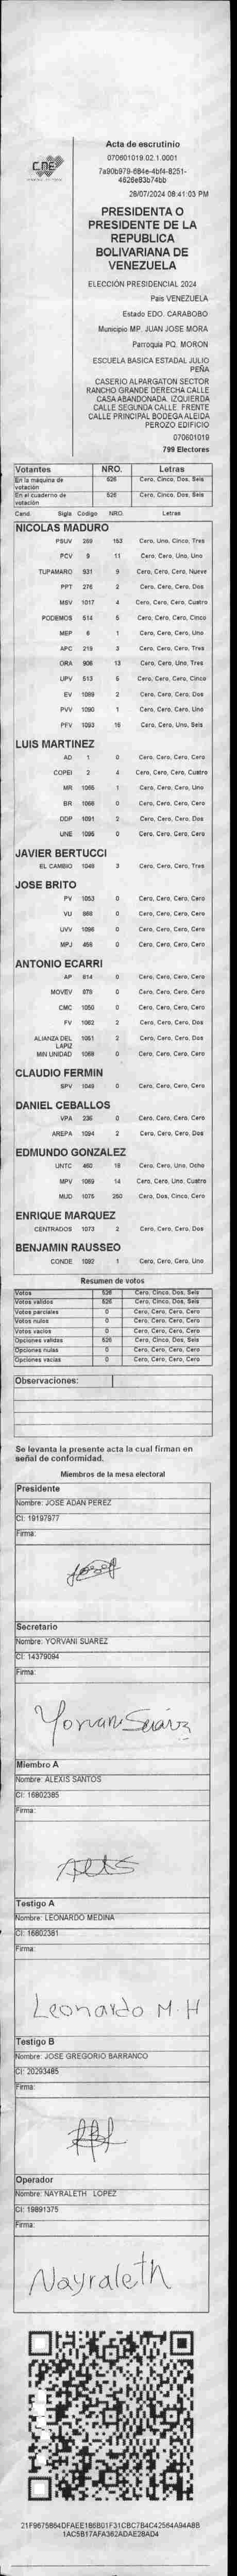 CNE
Acta de escrutinio
070601019.02.1.0001
7a90b979-684e-4bf4-8251-
4626e83b74bb
28/07/2024 08:41:03 PM
PRESIDENTA O
PRESIDENTE DE LA
REPUBLICA
BOLIVARIANA DE
VENEZUELA
ELECCIÓN PRESIDENCIAL 2024
Pais VENEZUELA
Estado EDO. CARABOBO
Municipio MP. JUAN JOSE MORA
Parroquia PQ. MORON
ESCUELA BASICA ESTADAL JULIO
PEÑA
CASERIO ALPARGATON SECTOR
RANCHO GRANDE DERECHA CALLE
CASA ABANDONADA. IZQUIERDA
CALLE SEGUNDA CALLE. FRENTE
CALLE PRINCIPAL BODEGA ALEIDA
PEROZO EDIFICIO
070601019
799 Electores
Votantes NRO. Letras
En la maquina de votación 526 Cero, Cinco, Dos, Seis
En el cuaderno de votación 526 Cero, Cinco, Dos, Seis
Cand. Sigla Codigo NRO. Letras
NICOLAS MADURO
PSUV 153 Cero, Uno, Cinco, Tres
PCV 9 11 Cero, Cero, Uno, Uno
TUPAMARO 931 9 Cero, Cero, Cero, Nueve
PPT 276 2 Cero, Cero, Cero, Dos
MSV 1017 4 Cero, Cero, Cero, Cuatro
PODEMOS 514 5 Cero, Cero, Cero, Cinco
MEP 6 1 Cero, Cero, Cero, Uno
APC 219 3 Cero, Cero, Cero, Tres
ORA 906 13 Cero, Cero, Uno, Tres
UPV 513 5 Cero, Cero, Cero, Cinco
EV 1089 2 Cero, Cero, Cero, Dos
PVV 1090 1 Cero, Cero, Cero, Uno
PFV 1093 16 Cero, Cero, Uno, Seis
LUIS MARTINEZ
AD 1 0 Cero, Cero, Cero, Cero
COPEI 2 4 Cero, Cero, Cero, Cuatro
MR 1065 1 Cero, Cero, Cero, Uno
BR 1068 0 Cero, Cero, Cero, Cero
DDP 1091 2 Cero, Cero, Cero, Dos
UNE 1095 0 Cero, Cero, Cero, Cero
JAVIER BERTUCCI
EL CAMBIO 1048 3 Cero, Cero, Cero, Tres
JOSE BRITO
PV 1053 0 Cero, Cero, Cero, Cero
VU 868 0 Cero, Cero, Cero, Cero
UVV 1096 0 Cero, Cero, Cero, Cero
MPJ 456 0 Cero, Cero, Cero, Cero
ANTONIO ECARRI
AP 814 0 Cero, Cero, Cero, Cero
MOVEV 879 0 Cero, Cero, Cero, Cero
CMC 1050 0 Cero, Cero, Cero, Cero
FV 1062 2 Cero, Cero, Cero, Dos
ALIANZA DEL LAPIZ 1051 2 Cero, Cero, Cero, Dos
MIN UNIDAD 1069 0 Cero, Cero, Cero, Cero
CLAUDIO FERMIN
SPV 1049 0 Cero, Cero, Cero, Cero
DANIEL CEBALLOS
VPA 236 0 Cero, Cero, Cero, Cero
AREPA 1094 2 Cero, Cero, Cero, Dos
EDMUNDO GONZALEZ
UNTC 460 18 Cero, Cero, Uno, Ocho
MPV 1069 14 Cero, Cero, Uno, Cuatro
MUD 1075 250 Cero, Dos, Cinco, Cero
ENRIQUE MARQUEZ
CENTRADOS 1073 2 Cero, Cero, Cero, Dos
BENJAMIN RAUSSEO
CONDE 1092 1 Cero, Cero, Cero, Uno
Resumen de votos
Votos 526 Cero, Cinco, Dos, Seis
Votos validos 526 Cero, Cinco, Dos, Seis
Votos parciales 0 Cero, Cero, Cero, Cero
Votos nulos 0 Cero, Cero, Cero, Cero
Votos vacios 0 Cero, Cero, Cero, Cero
Opciones validas 526 Cero, Cinco, Dos, Seis
Opciones nulas 0 Cero, Cero, Cero, Cero
Opciones vacias 0 Cero, Cero, Cero, Cero
Observaciones:
Se levanta la presente acta la cual firman en
señal de conformidad.
Miembros de la mesa electoral
Presidente
Nombre: JOSE ADAN PEREZ
CI: 19197977
Firma:
Secretario
Nombre: YORVANI SUAREZ
CI: 14379094
Firma:
Yorvani Suárez
Miembro A
Nombre: ALEXIS SANTOS
CI: 16802385
Firma:
Testigo A
Nombre: LEONARDO MEDINA
CI: 16802381
Firma:
Leonardo M. H
Testigo B
Nombre: JOSE GREGORIO BARRANCO
CI: 20293485
Firma:
Operador
Nombre: NAYRALETH LOPEZ
CI: 19891375
Firma:
Nayraleth
21F9675864DFAEE186B01F31CBC7B4C42564A94A8B
1AC5B17AFA362ADAE28AD4